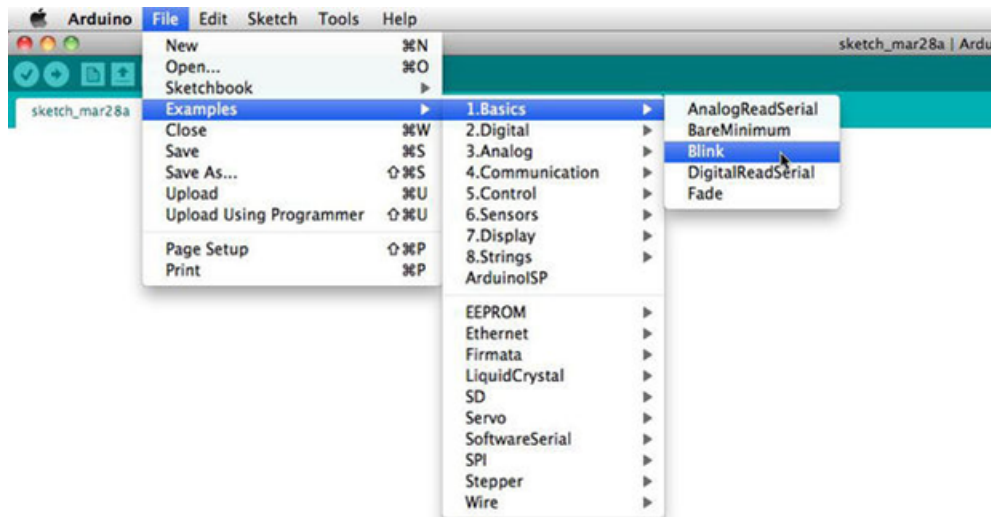 Arduino File Edit Sketch Tools Help
sketch_mar28a | Ardu
sketch_mar28a
New ⌘N
Open... ⌘O
Sketchbook
Examples
Close ⌘W
Save ⌘S
Save As... ⇧⌘S
Upload ⌘U
Upload Using Programmer ⇧⌘U
Page Setup ⇧⌘P
Print ⌘P
1.Basics
2.Digital
3.Analog
4.Communication
5.Control
6.Sensors
7.Display
8.Strings
ArduinoISP
EEPROM
Ethernet
Firmata
LiquidCrystal
SD
Servo
SoftwareSerial
SPI
Stepper
Wire
AnalogReadSerial
BareMinimum
Blink
DigitalReadSerial
Fade